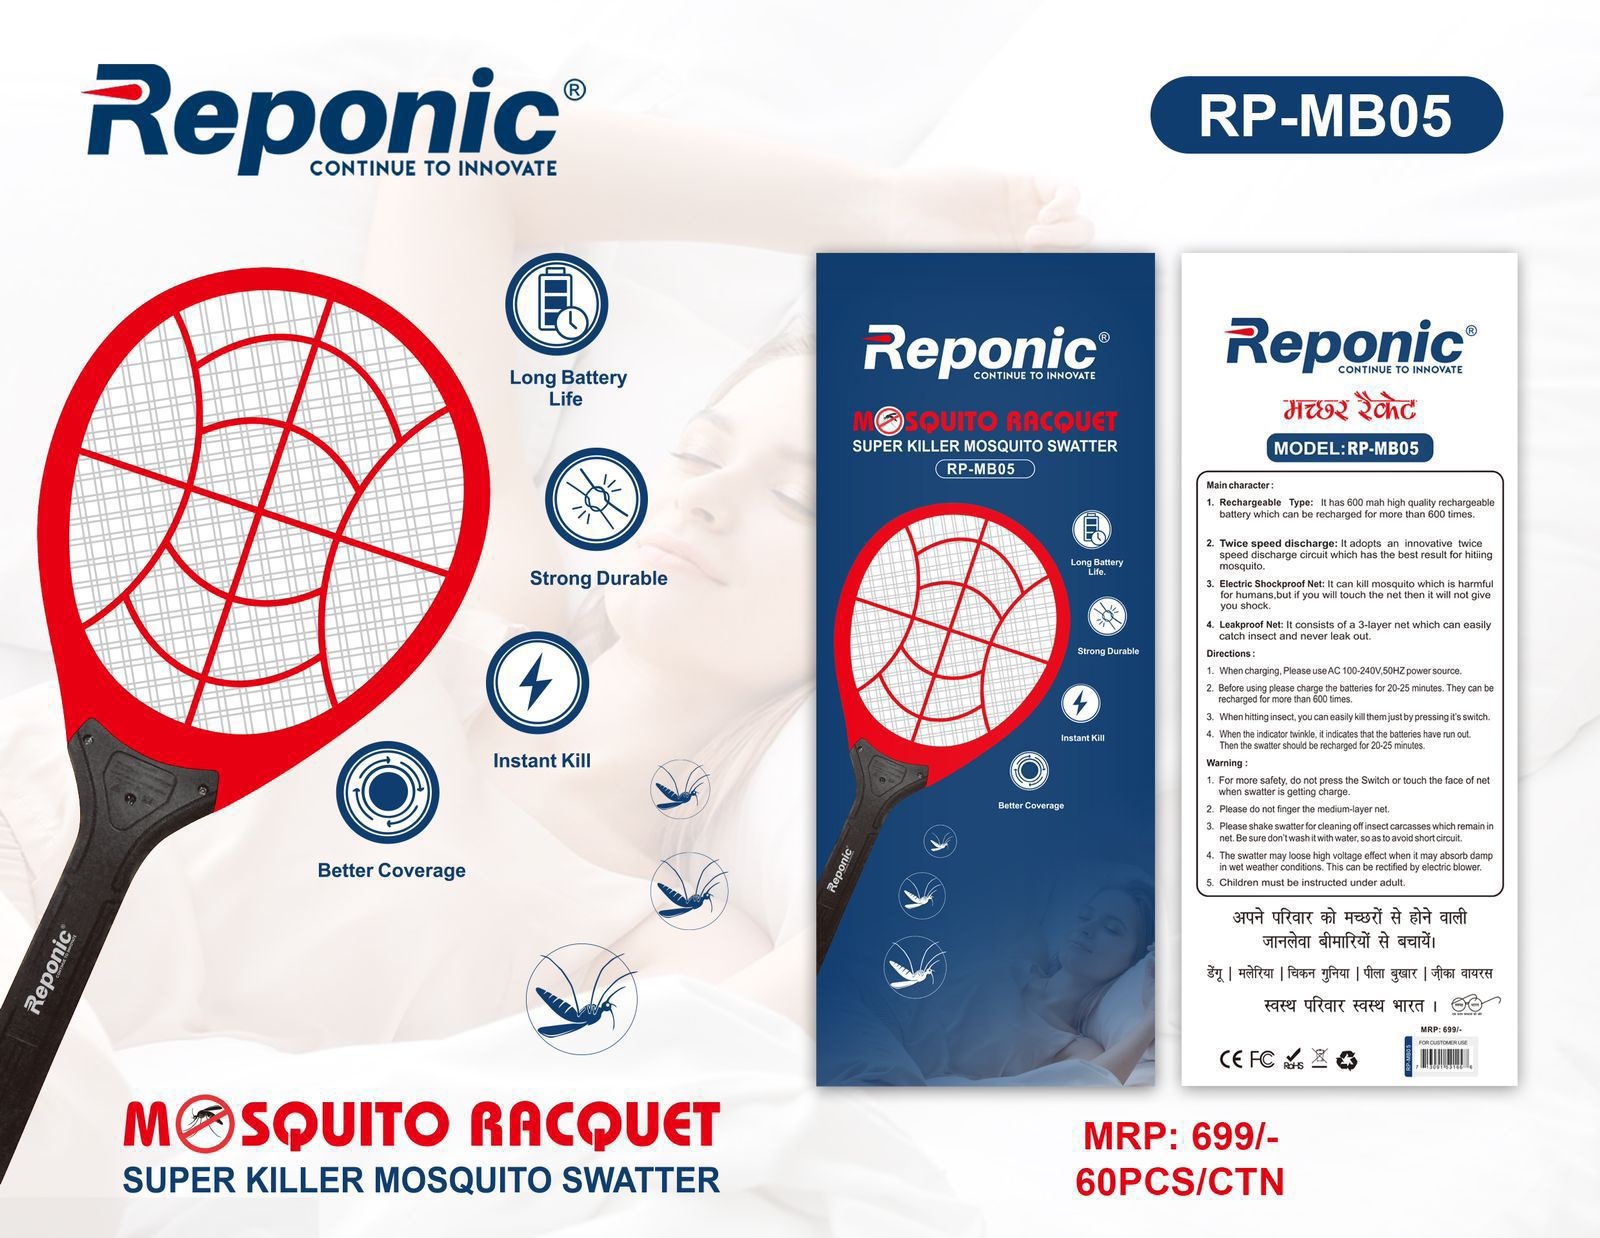 Reponic®
CONTINUE TO INNOVATE
RP-MB05
Long Battery
Life
Strong Durable
Instant Kill
Better Coverage
Reponic®
CONTINUE TO INNOVATE
MOSQUITO RACQUET
SUPER KILLER MOSQUITO SWATTER
Reponic®
CONTINUE TO INNOVATE
MOSQUITO RACQUET
SUPER KILLER MOSQUITO SWATTER
RP-MB05
Long Battery
Life.
Strong Durable
Instant Kill
Better Coverage
Reponic
Reponic®
CONTINUE TO INNOVATE
मच्छर रैकेट
MODEL:RP-MB05
Main character :
1. Rechargeable Type: It has 600 mah high quality rechargeable
battery which can be recharged for more than 600 times.
2. Twice speed discharge: It adopts an innovative twice
speed discharge circuit which has the best result for hitiing
mosquito.
3. Electric Shockproof Net: It can kill mosquito which is harmful
for humans,but if you will touch the net then it will not give
you shock.
4. Leakproof Net: It consists of a 3-layer net which can easily
catch insect and never leak out.
Directions :
1. When charging, Please use AC 100-240V,50HZ power source.
2. Before using please charge the batteries for 20-25 minutes. They can be
recharged for more than 600 times.
3. When hitting insect, you can easily kill them just by pressing it's switch.
4. When the indicator twinkle, it indicates that the batteries have run out.
Then the swatter should be recharged for 20-25 minutes.
Warning :
1. For more safety, do not press the Switch or touch the face of net
when swatter is getting charge.
2. Please do not finger the medium-layer net.
3. Please shake swatter for cleaning off insect carcasses which remain in
net. Be sure don't wash it with water, so as to avoid short circuit.
4. The swatter may loose high voltage effect when it may absorb damp
in wet weather conditions. This can be rectified by electric blower.
5. Children must be instructed under adult.
अपने परिवार को मच्छरों से होने वाली
जानलेवा बीमारियों से बचायें।
डेंगू | मलेरिया | चिकन गुनिया | पीला बुखार | ज़ीका वायरस
स्वस्थ परिवार स्वस्थ भारत ।
MRP: 699/-
CE FC RoHS
RP-MB05
FOR CUSTOMER USE
MRP: 699/-
60PCS/CTN